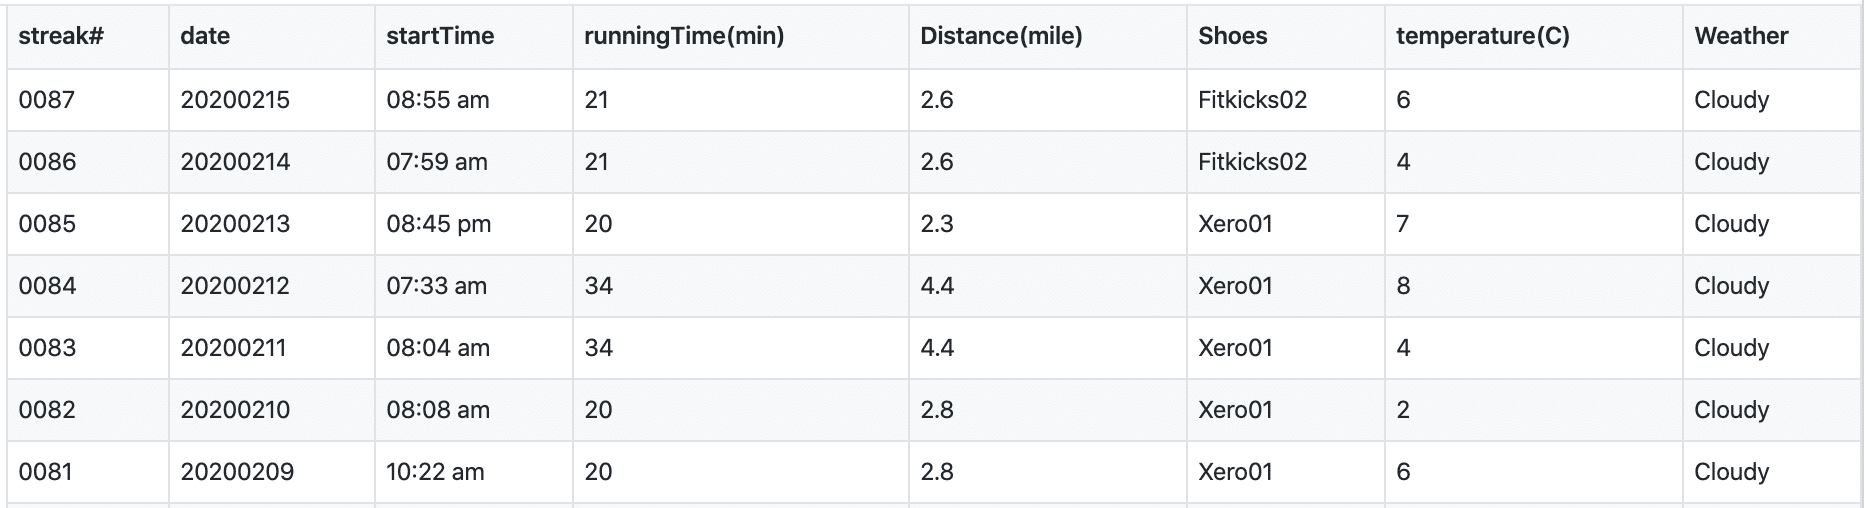 streak# date startTime runningTime(min) Distance(mile) Shoes temperature(C) Weather
0087 20200215 08:55 am 21 2.6 Fitkicks02 6 Cloudy
0086 20200214 07:59 am 21 2.6 Fitkicks02 4 Cloudy
0085 20200213 08:45 pm 20 2.3 Xero01 7 Cloudy
0084 20200212 07:33 am 34 4.4 Xero01 8 Cloudy
0083 20200211 08:04 am 34 4.4 Xero01 4 Cloudy
0082 20200210 08:08 am 20 2.8 Xero01 2 Cloudy
0081 20200209 10:22 am 20 2.8 Xero01 6 Cloudy